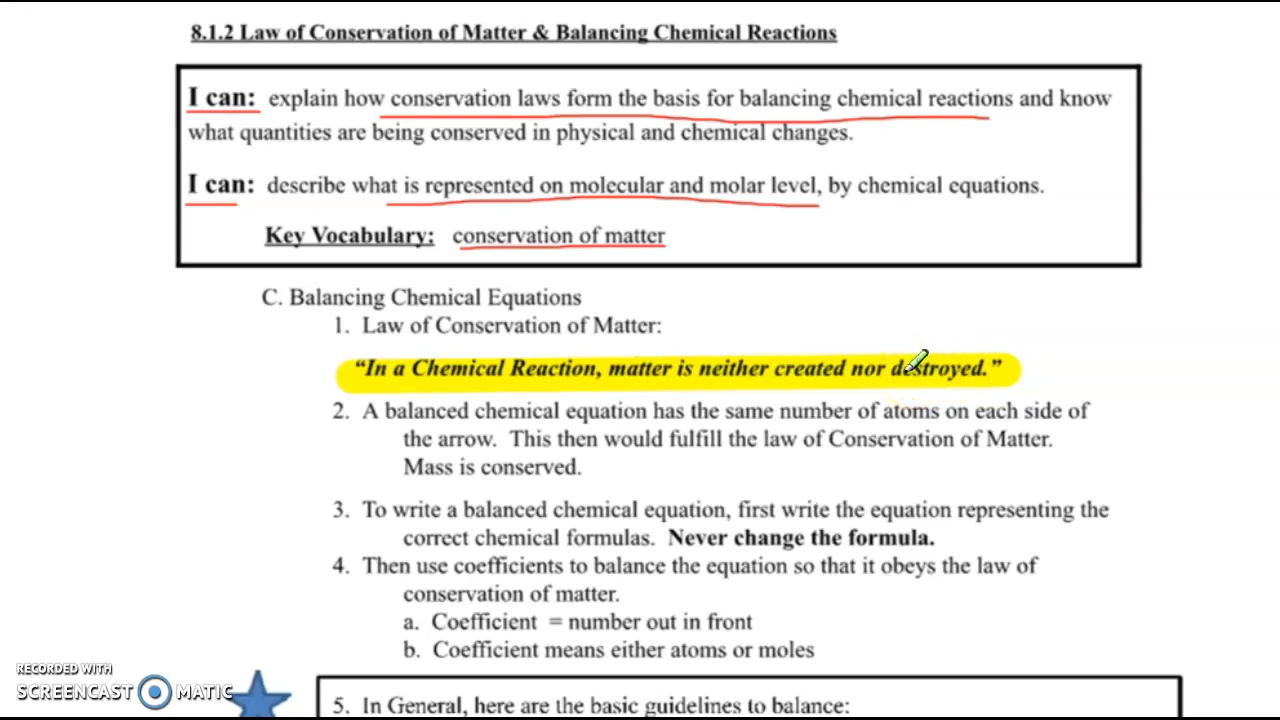 8.1.2 Law of Conservation of Matter & Balancing Chemical Reactions
I can: explain how conservation laws form the basis for balancing chemical reactions and know
what quantities are being conserved in physical and chemical changes.
I can: describe what is represented on molecular and molar level, by chemical equations.
Key Vocabulary: conservation of matter
C. Balancing Chemical Equations
1. Law of Conservation of Matter:
“In a Chemical Reaction, matter is neither created nor destroyed.”
2. A balanced chemical equation has the same number of atoms on each side of
the arrow. This then would fulfill the law of Conservation of Matter.
Mass is conserved.
3. To write a balanced chemical equation, first write the equation representing the
correct chemical formulas. Never change the formula.
4. Then use coefficients to balance the equation so that it obeys the law of
conservation of matter.
a. Coefficient = number out in front
b. Coefficient means either atoms or moles
RECORDED WITH
SCREENCAST MATIC
5. In General, here are the basic guidelines to balance: